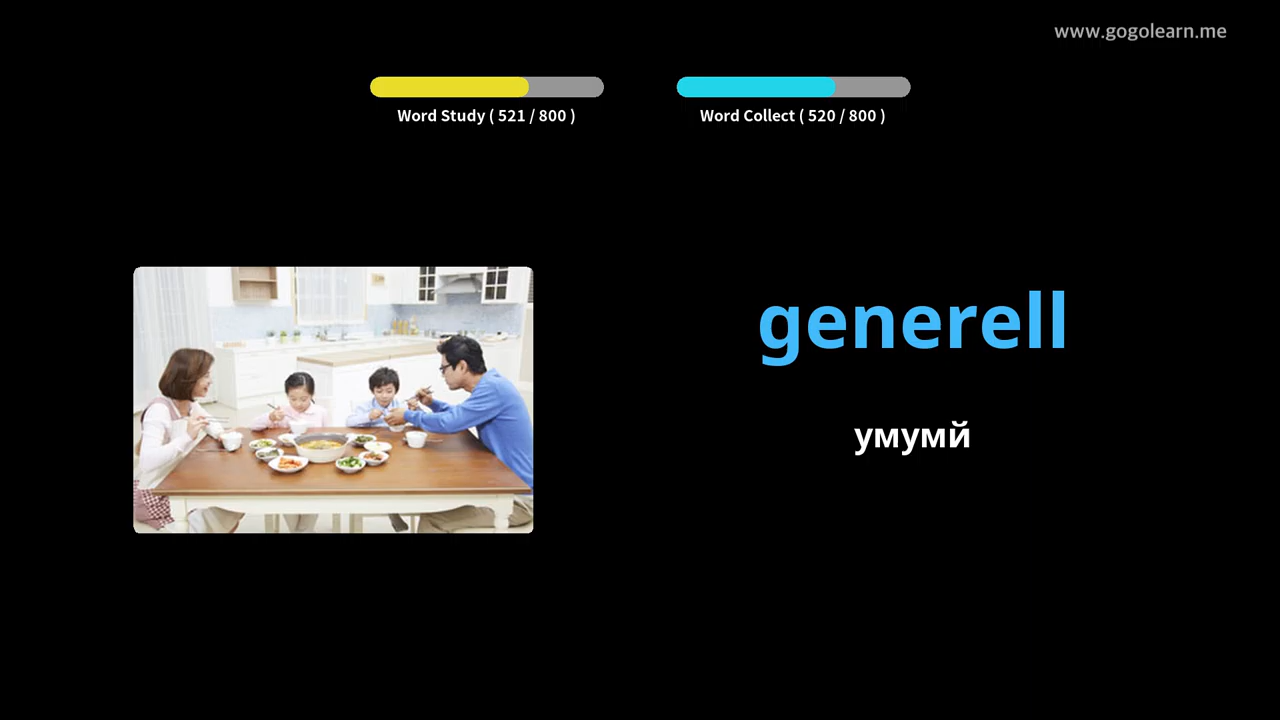 www.gogolearn.me
Word Study ( 521 / 800 )
Word Collect ( 520 / 800 )
generell
умумй